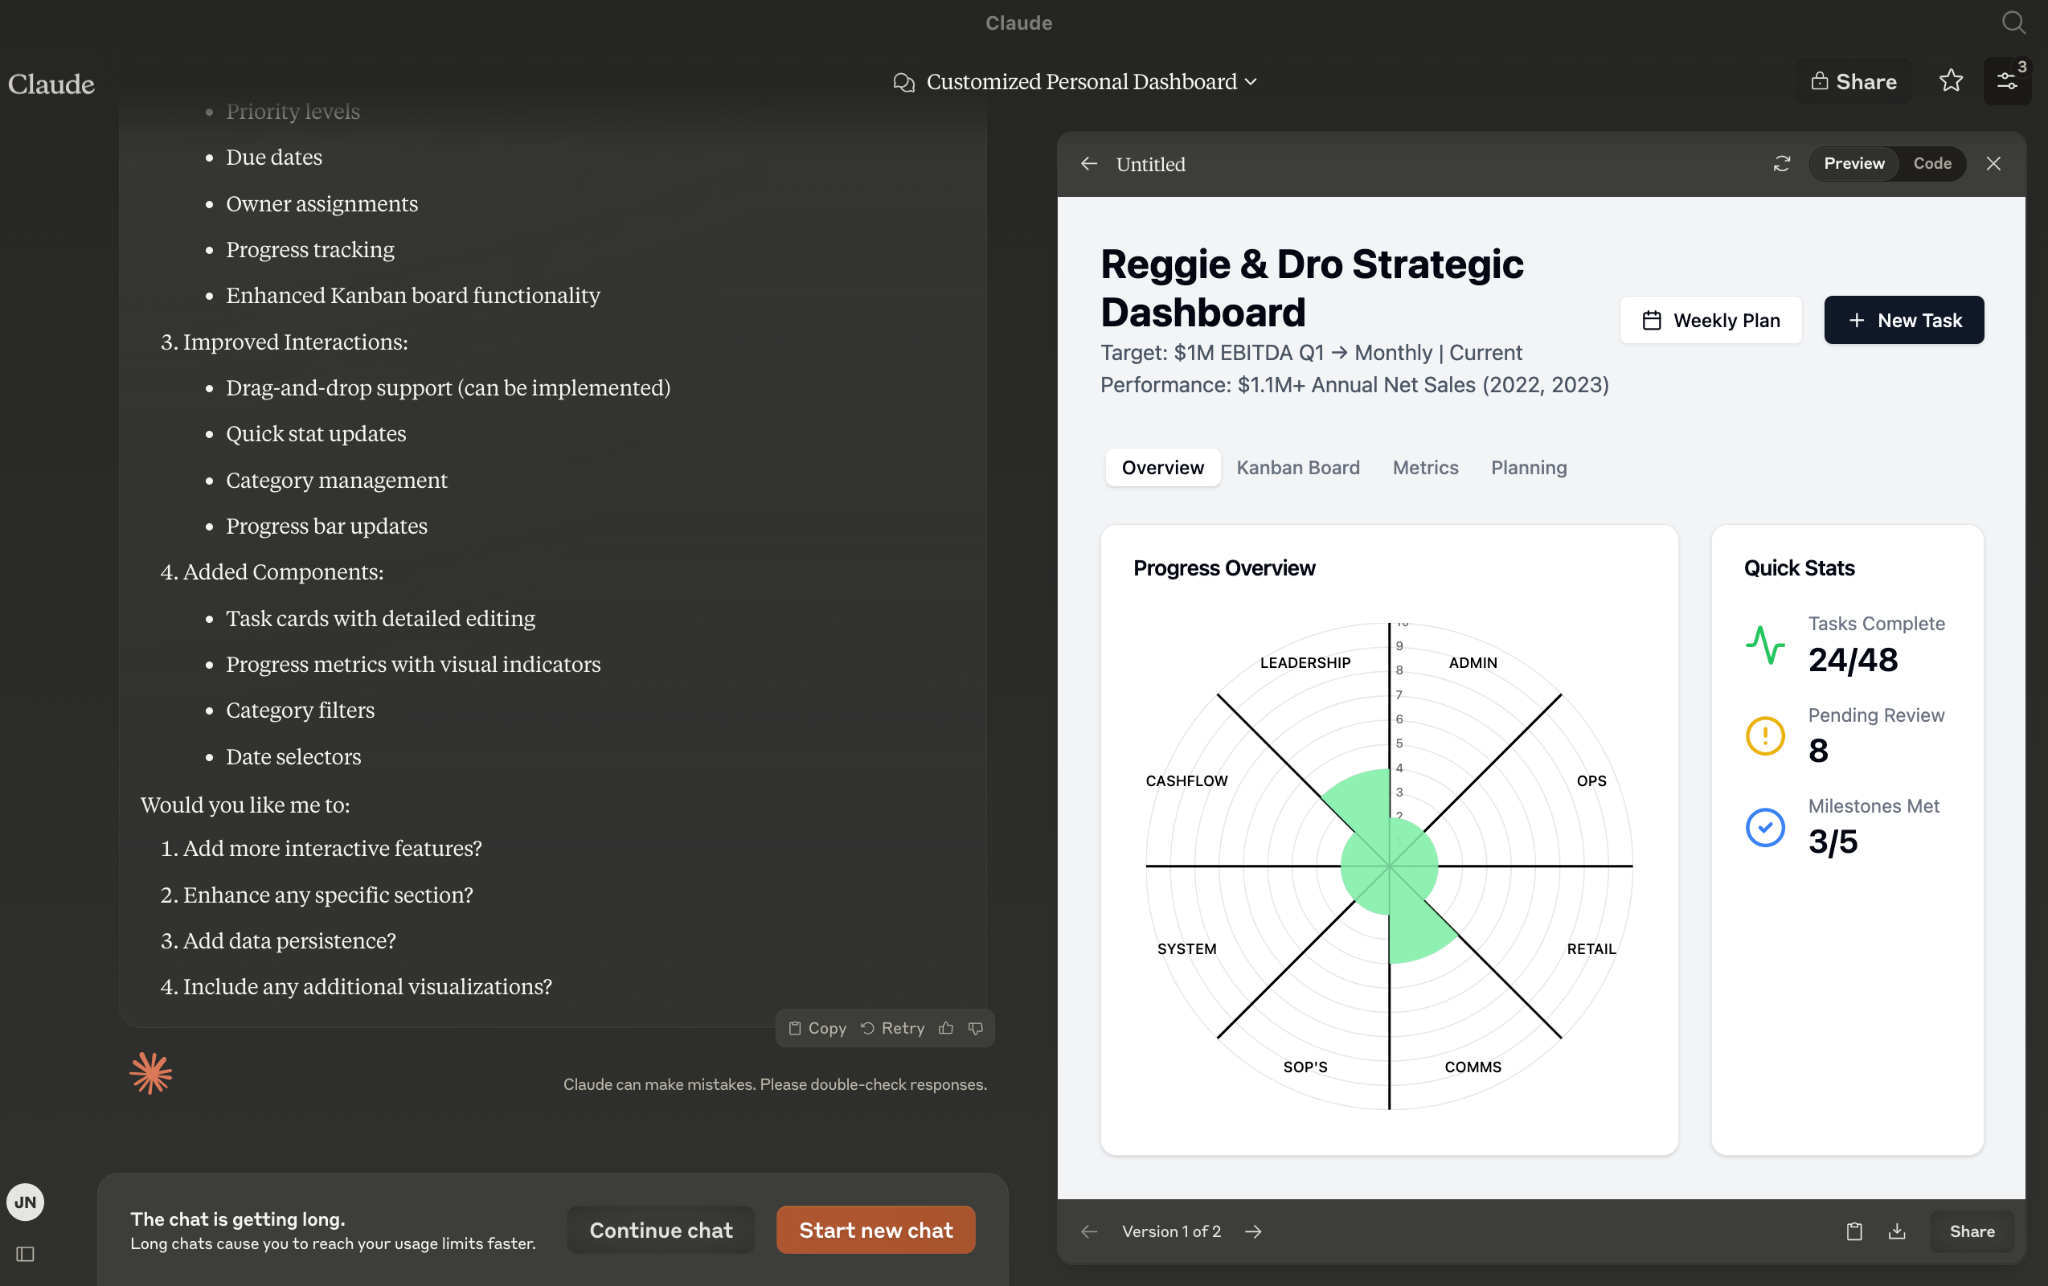 Claude
Claude
Customized Personal Dashboard
Share
3
• Priority levels
• Due dates
• Owner assignments
• Progress tracking
• Enhanced Kanban board functionality
3. Improved Interactions:
• Drag-and-drop support (can be implemented)
• Quick stat updates
• Category management
• Progress bar updates
4. Added Components:
• Task cards with detailed editing
• Progress metrics with visual indicators
• Category filters
• Date selectors
Would you like me to:
1. Add more interactive features?
2. Enhance any specific section?
3. Add data persistence?
4. Include any additional visualizations?
Copy Retry
Claude can make mistakes. Please double-check responses.
JN
The chat is getting long.
Long chats cause you to reach your usage limits faster.
Continue chat
Start new chat
Untitled
Preview Code
Reggie & Dro Strategic
Dashboard
Target: $1M EBITDA Q1 → Monthly | Current
Performance: $1.1M+ Annual Net Sales (2022, 2023)
Weekly Plan
+ New Task
Overview Kanban Board Metrics Planning
Progress Overview
10
9
8
7
6
5
4
3
2
LEADERSHIP
ADMIN
CASHFLOW
OPS
SYSTEM
RETAIL
SOP'S
COMMS
Quick Stats
Tasks Complete
24/48
Pending Review
8
Milestones Met
3/5
Version 1 of 2
Share